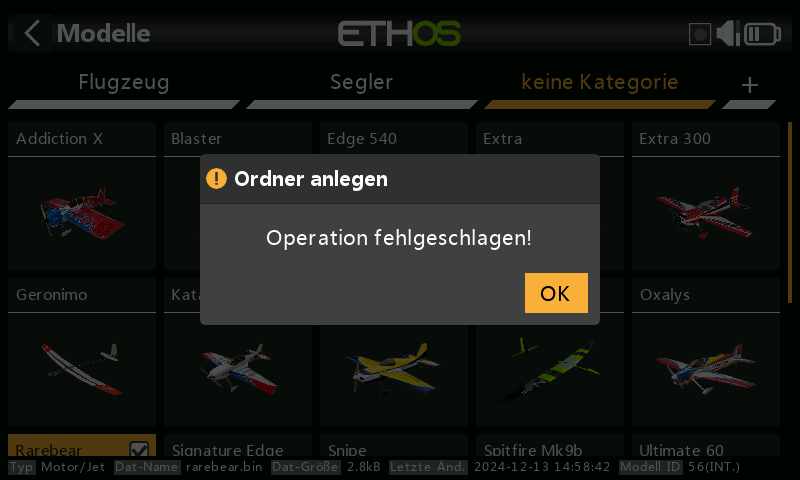 Modelle
ETHOS
Flugzeug
Segler
keine Kategorie
+
Addiction X
Blaster
Edge 540
Extra
Extra 300
Ordner anlegen
Operation fehlgeschlagen!
OK
Geronimo
Kata
Oxalys
Rarebear
Signature Edge
Snipe
Spitfire Mk9b
Ultimate 60
Typ Motor/Jet Dat-Name rarebear.bin Dat-Größe 2.8kB Letzte Änd. 2024-12-13 14:58:42 Modell ID 56(INT.)